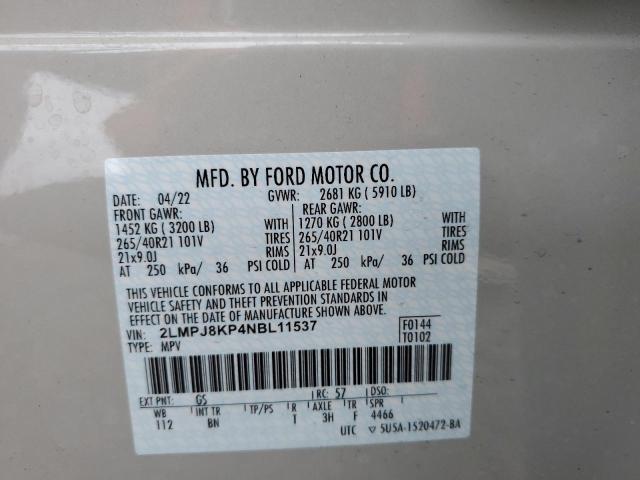 MFD. BY FORD MOTOR CO.
DATE: 04/22 GVWR: 2681 KG ( 5910 LB)
FRONT GAWR: REAR GAWR:
1452 KG ( 3200 LB) WITH 1270 KG ( 2800 LB) WITH
265/40R21 101V TIRES 265/40R21 101V TIRES
21x9.0J RIMS 21x9.0J RIMS
AT 250 kPa/ 36 PSI COLD AT 250 kPa/ 36 PSI COLD
THIS VEHICLE CONFORMS TO ALL APPLICABLE FEDERAL MOTOR
VEHICLE SAFETY AND THEFT PREVENTION STANDARDS IN
EFFECT ON THE DATE OF MANUFACTURE SHOWN ABOVE.
VIN: 2LMPJ8KP4NBL11537 F0144
TYPE: MPV T0102
EXT PNT: GS RC: 57 DSO:
WB INT TR TP/PS R AXLE TR SPR
112 BN T 3H F 4466
UTC ▽ 5U5A-1520472-BA